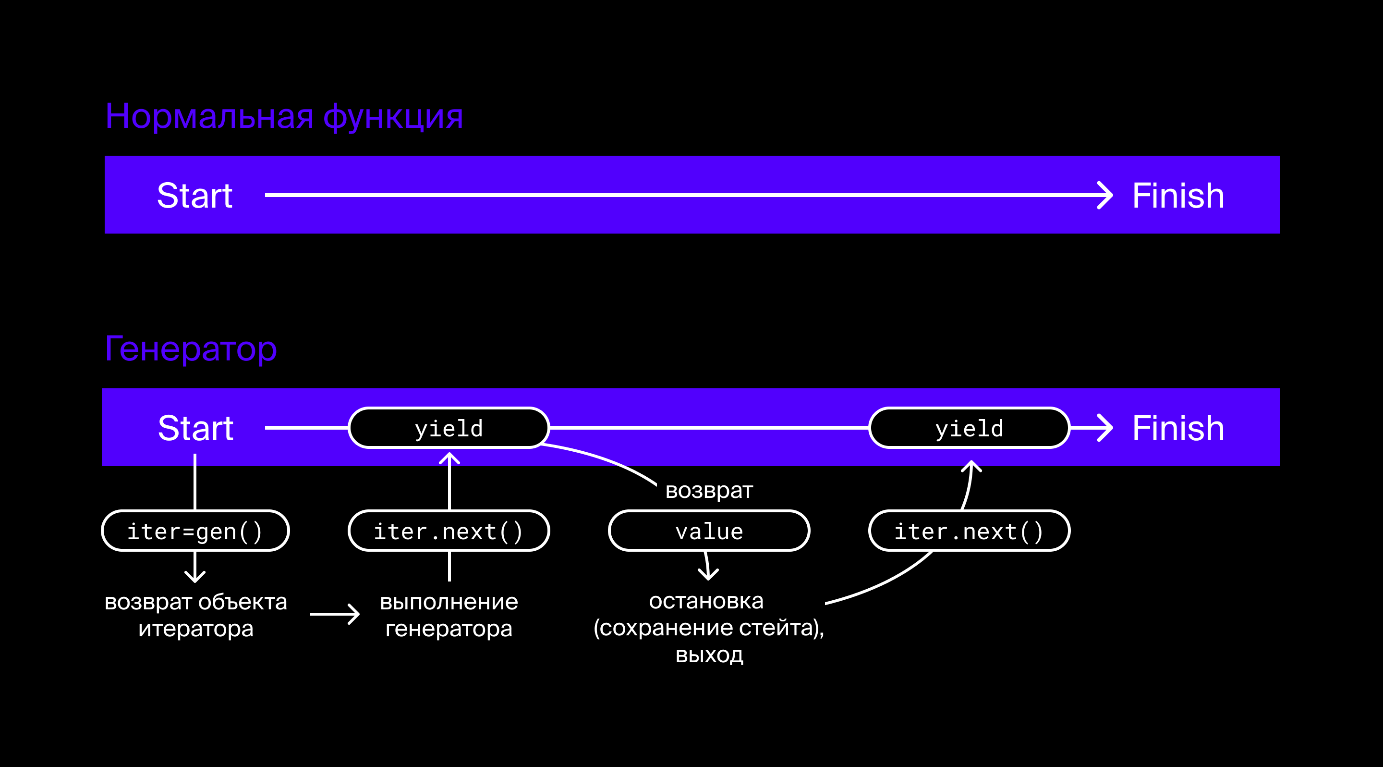 Нормальная функция
Start
Finish
Генератор
Start
yield
yield
Finish
возврат
iter=gen()
iter.next()
value
iter.next()
возврат объекта
итератора
выполнение
генератора
остановка
(сохранение стейта),
выход